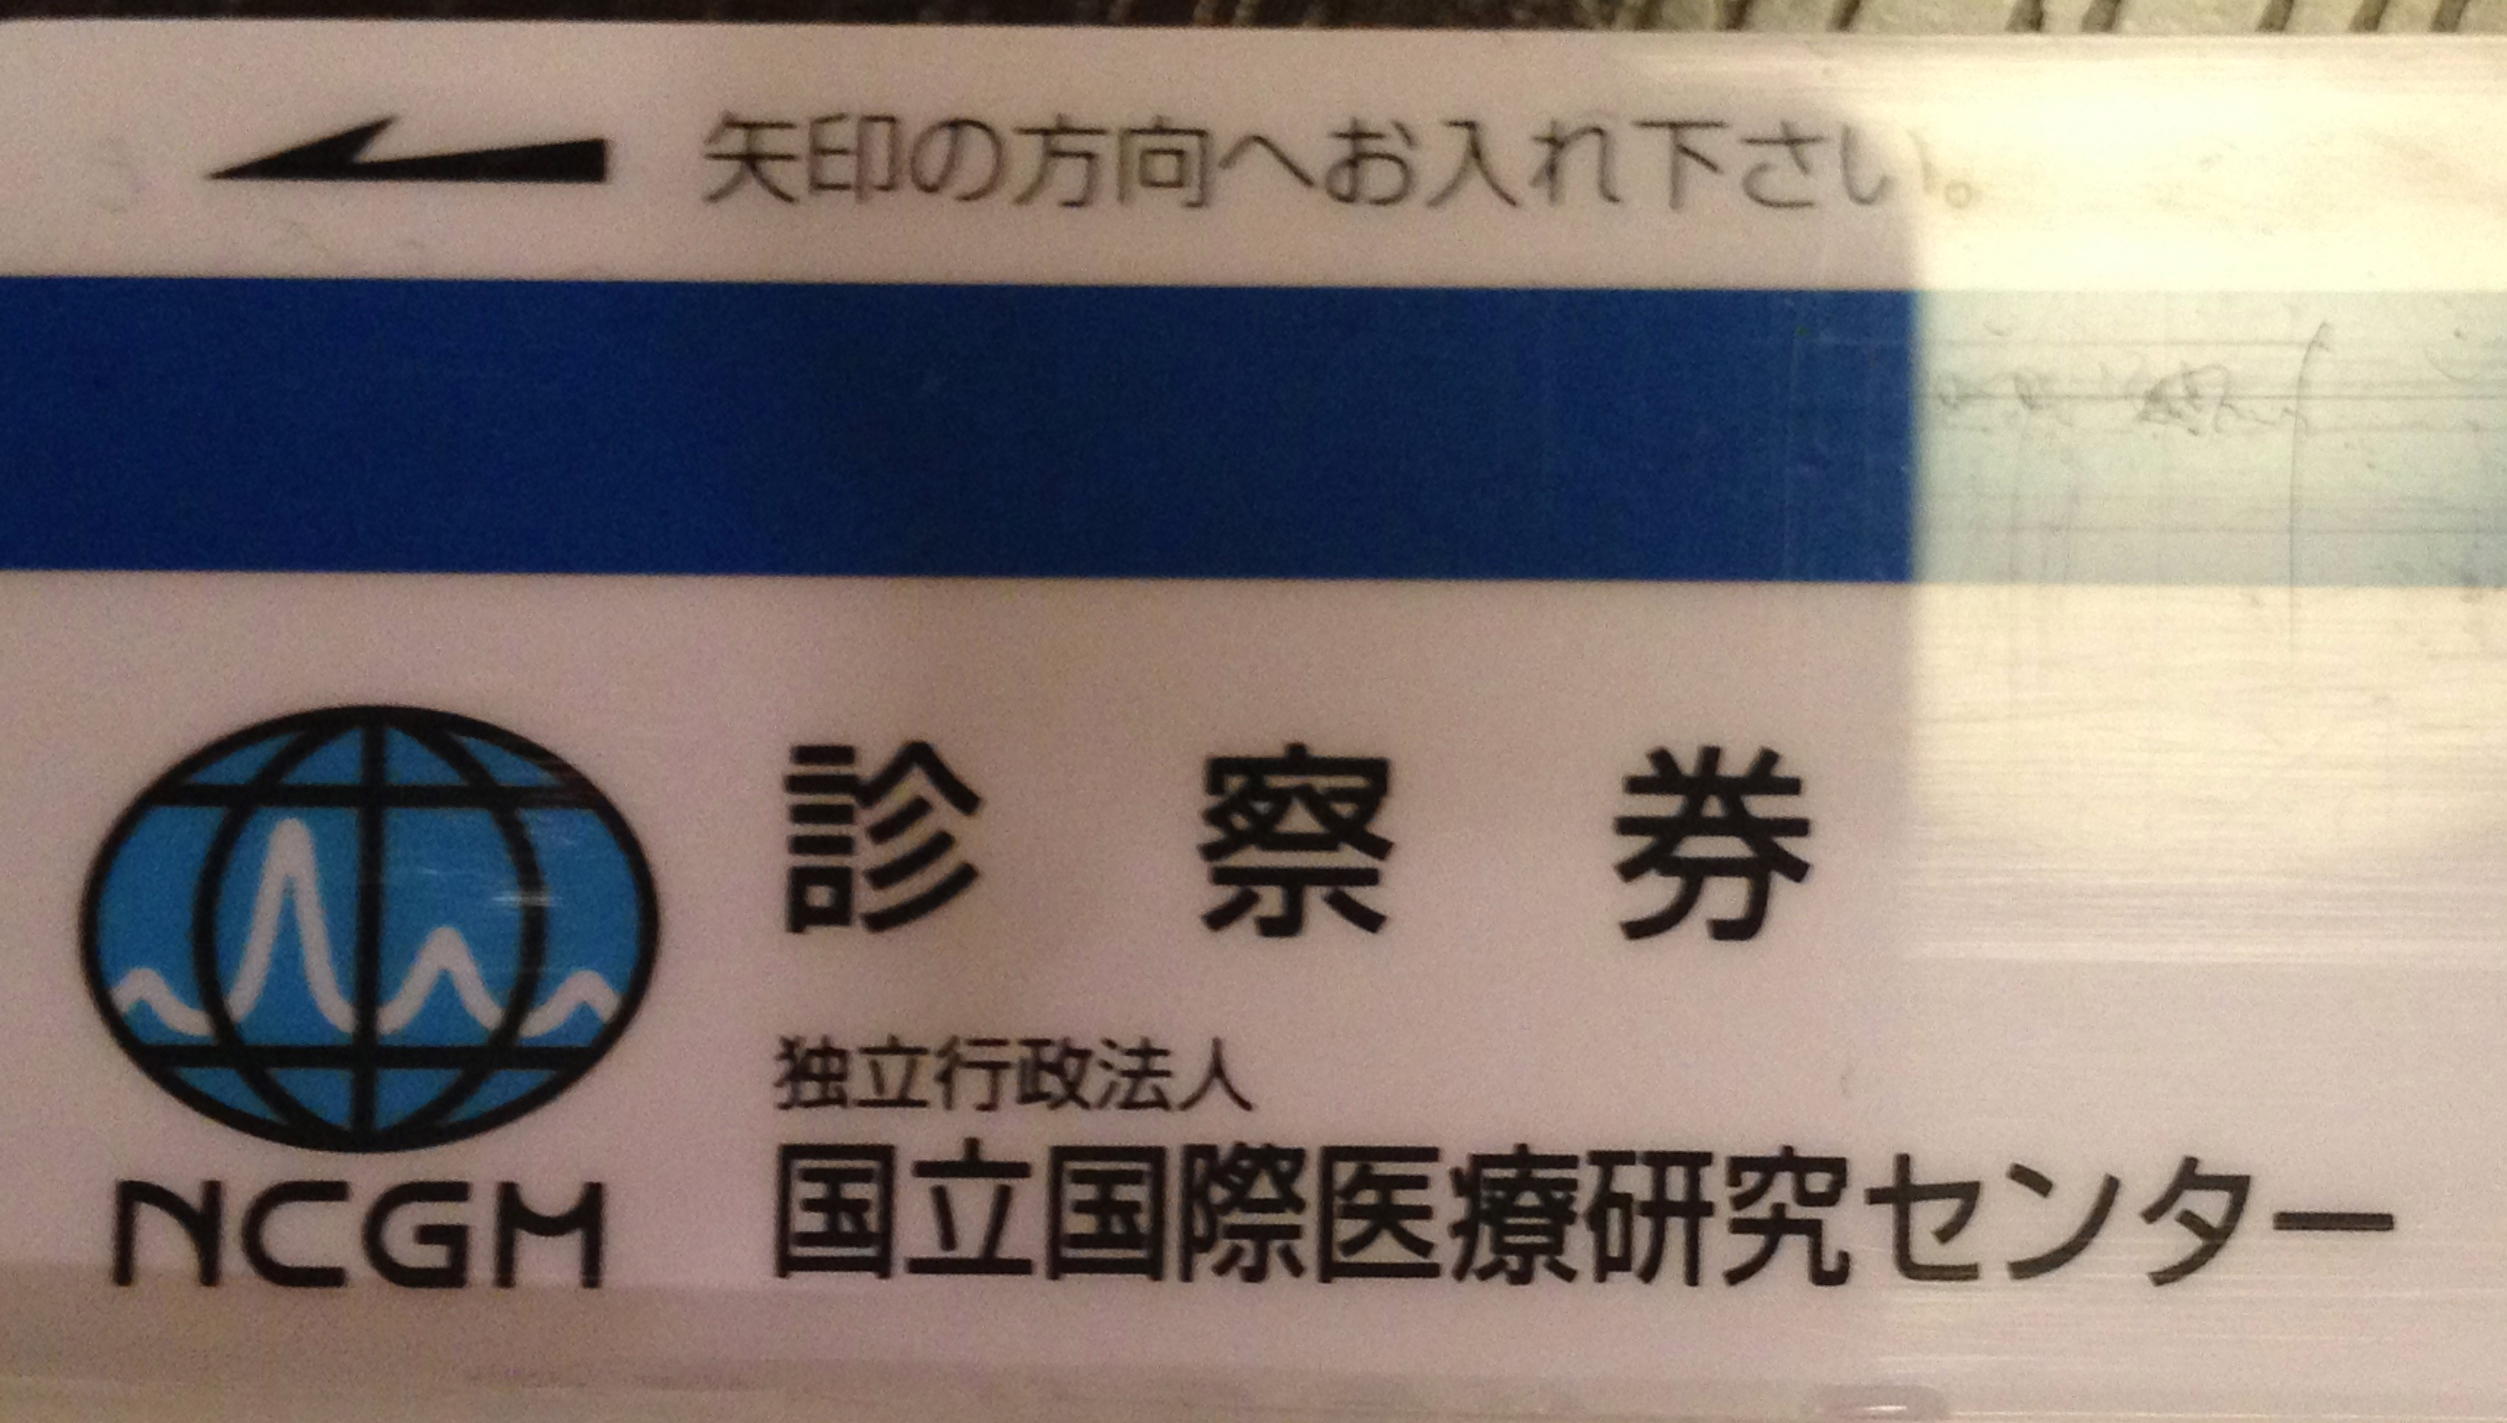 矢印の方向へお入れ下さい。
診察券
独立行政法人
国立国際医療研究センター
NCGM